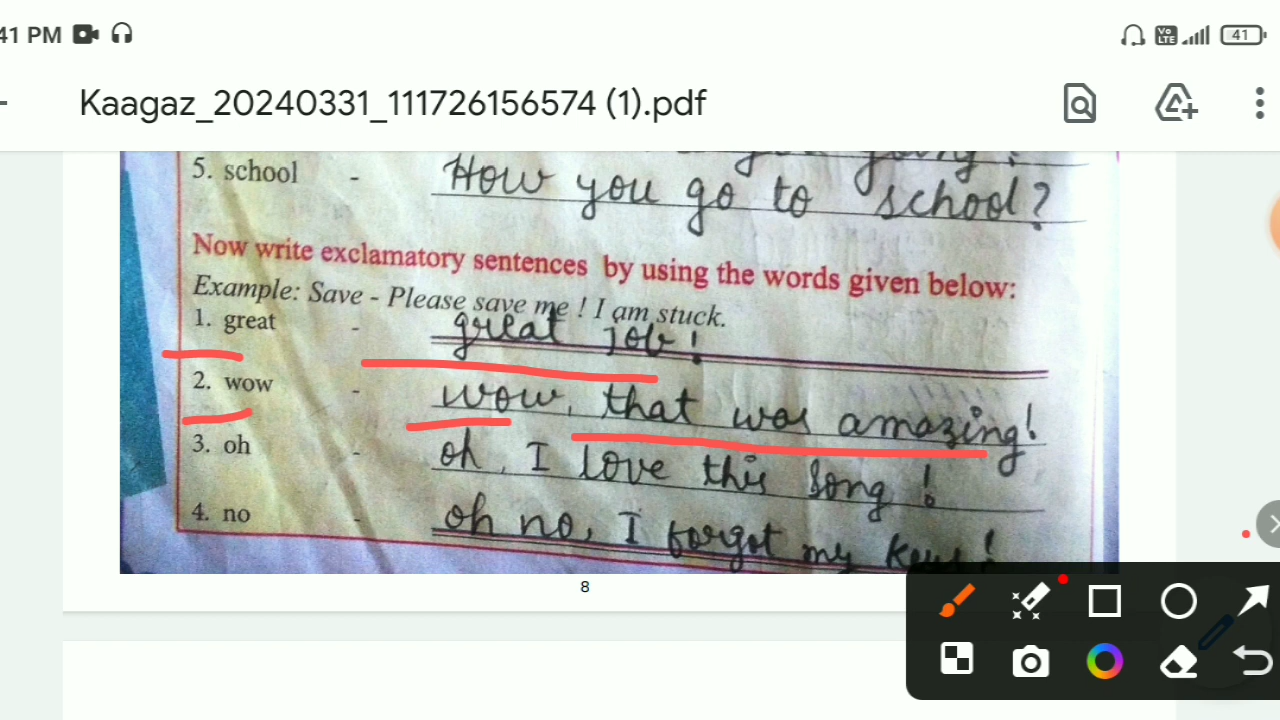 41 PM 41
Kaagaz_20240331_111726156574 (1).pdf
5. school - How you go to school?
Now write exclamatory sentences by using the words given below:
Example: Save - Please save me ! I am stuck.
1. great - great job!
2. wow - wow, that was amazing!
3. oh - oh, I love this song !
4. no - oh no, I forgot my keys!
8